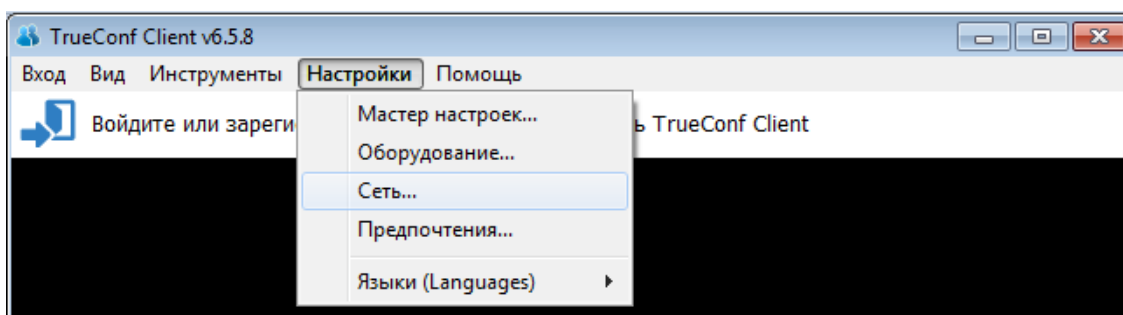 TrueConf Client v6.5.8
Вход Вид Инструменты Настройки Помощь
Войдите или зареги ь TrueConf Client
Мастер настроек...
Оборудование...
Сеть...
Предпочтения...
Языки (Languages)